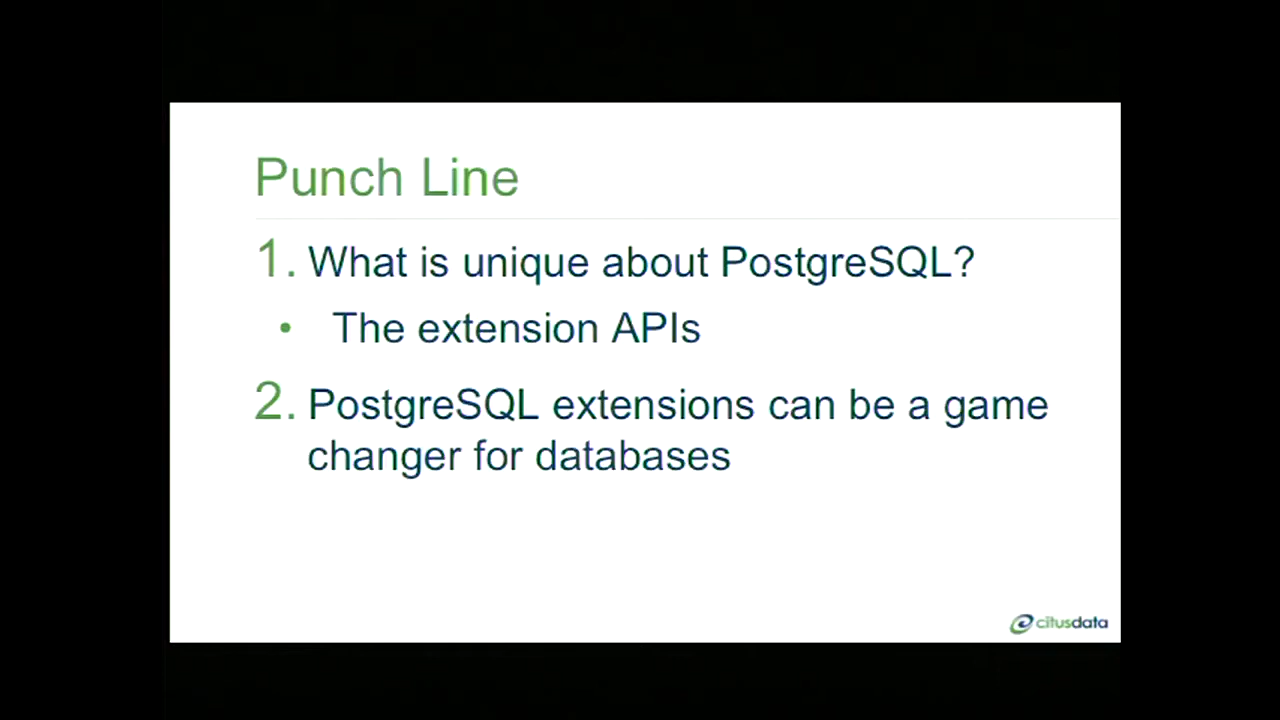 Punch Line
1. What is unique about PostgreSQL?
• The extension APIs
2. PostgreSQL extensions can be a game
changer for databases
citusdata